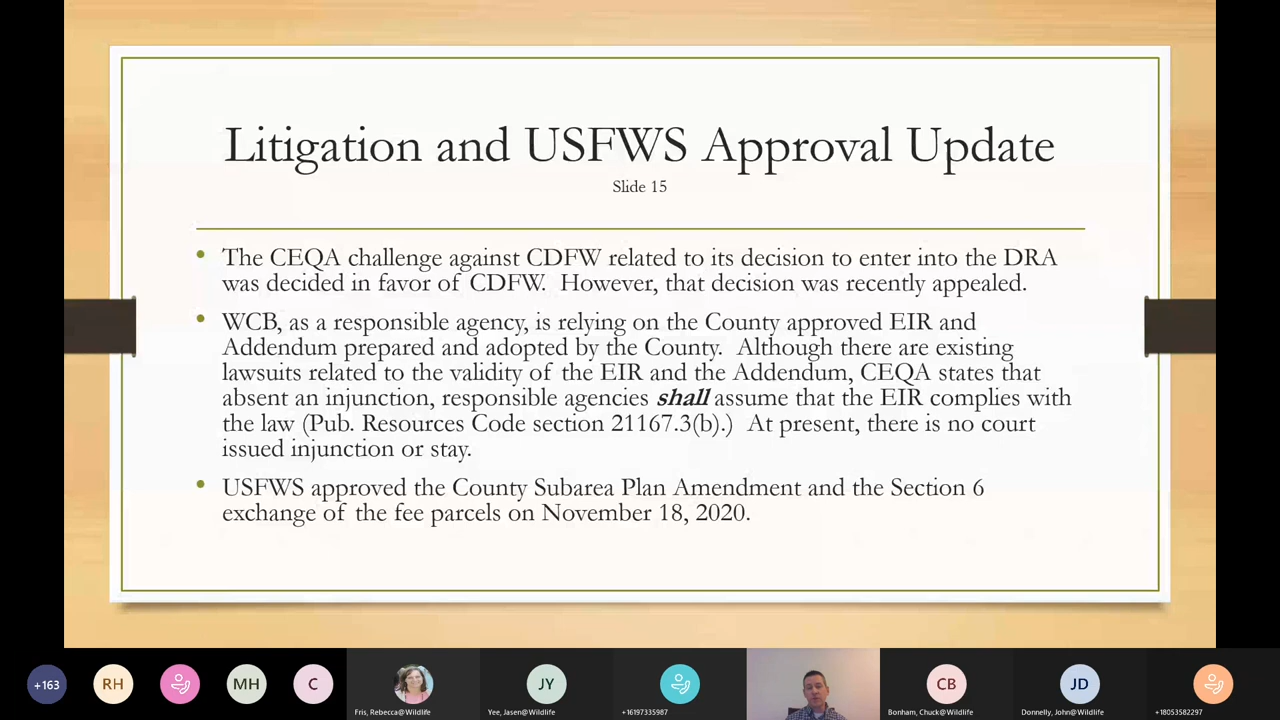 Litigation and USFWS Approval Update
Slide 15
• The CEQA challenge against CDFW related to its decision to enter into the DRA
was decided in favor of CDFW. However, that decision was recently appealed.
• WCB, as a responsible agency, is relying on the County approved EIR and
Addendum prepared and adopted by the County. Although there are existing
lawsuits related to the validity of the EIR and the Addendum, CEQA states that
absent an injunction, responsible agencies shall assume that the EIR complies with
the law (Pub. Resources Code section 21167.3(b).) At present, there is no court
issued injunction or stay.
• USFWS approved the County Subarea Plan Amendment and the Section 6
exchange of the fee parcels on November 18, 2020.
+163
RH
MH
C
JY
CB
JD
Fris, Rebecca@Wildlife
Yee, Jasen@Wildlife
+16197335987
Bonham, Chuck@Wildlife
Donnelly, John@Wildlife
+18053582297